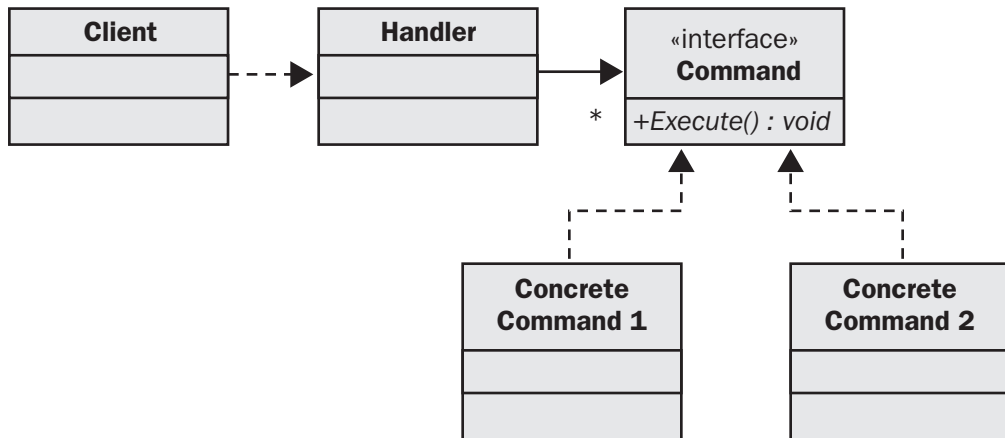 Client
Handler
«interface»
Command
*
+Execute() : void
Concrete
Command 1
Concrete
Command 2